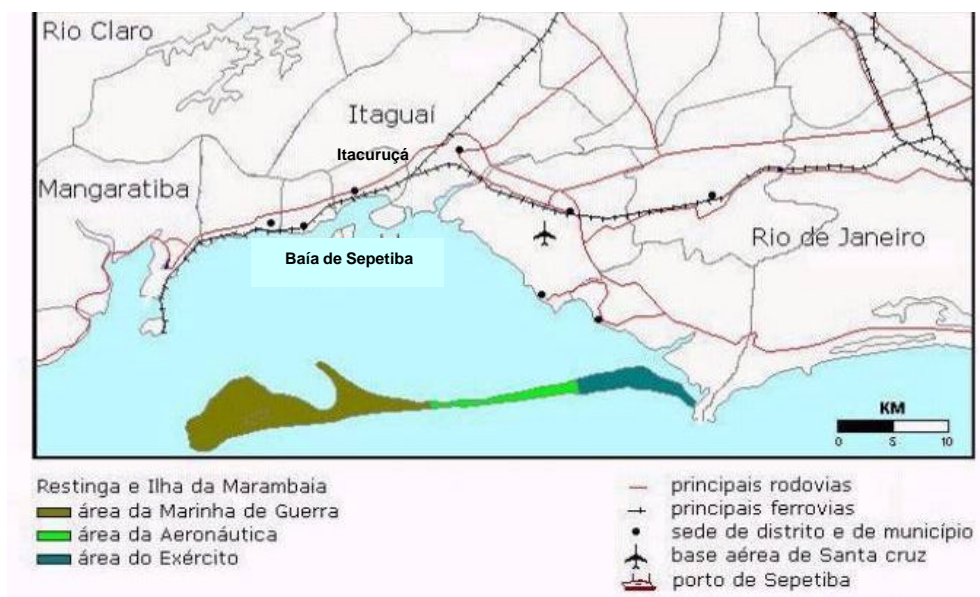 Rio Claro
Itaguaí
Itacuruçá
Mangaratiba
Rio de Janeiro
Baía de Sepetiba
KM
0 5 10
Restinga e Ilha da Marambaia
área da Marinha de Guerra
área da Aeronáutica
área do Exército
principais rodovias
principais ferrovias
sede de distrito e de município
base aérea de Santa cruz
porto de Sepetiba